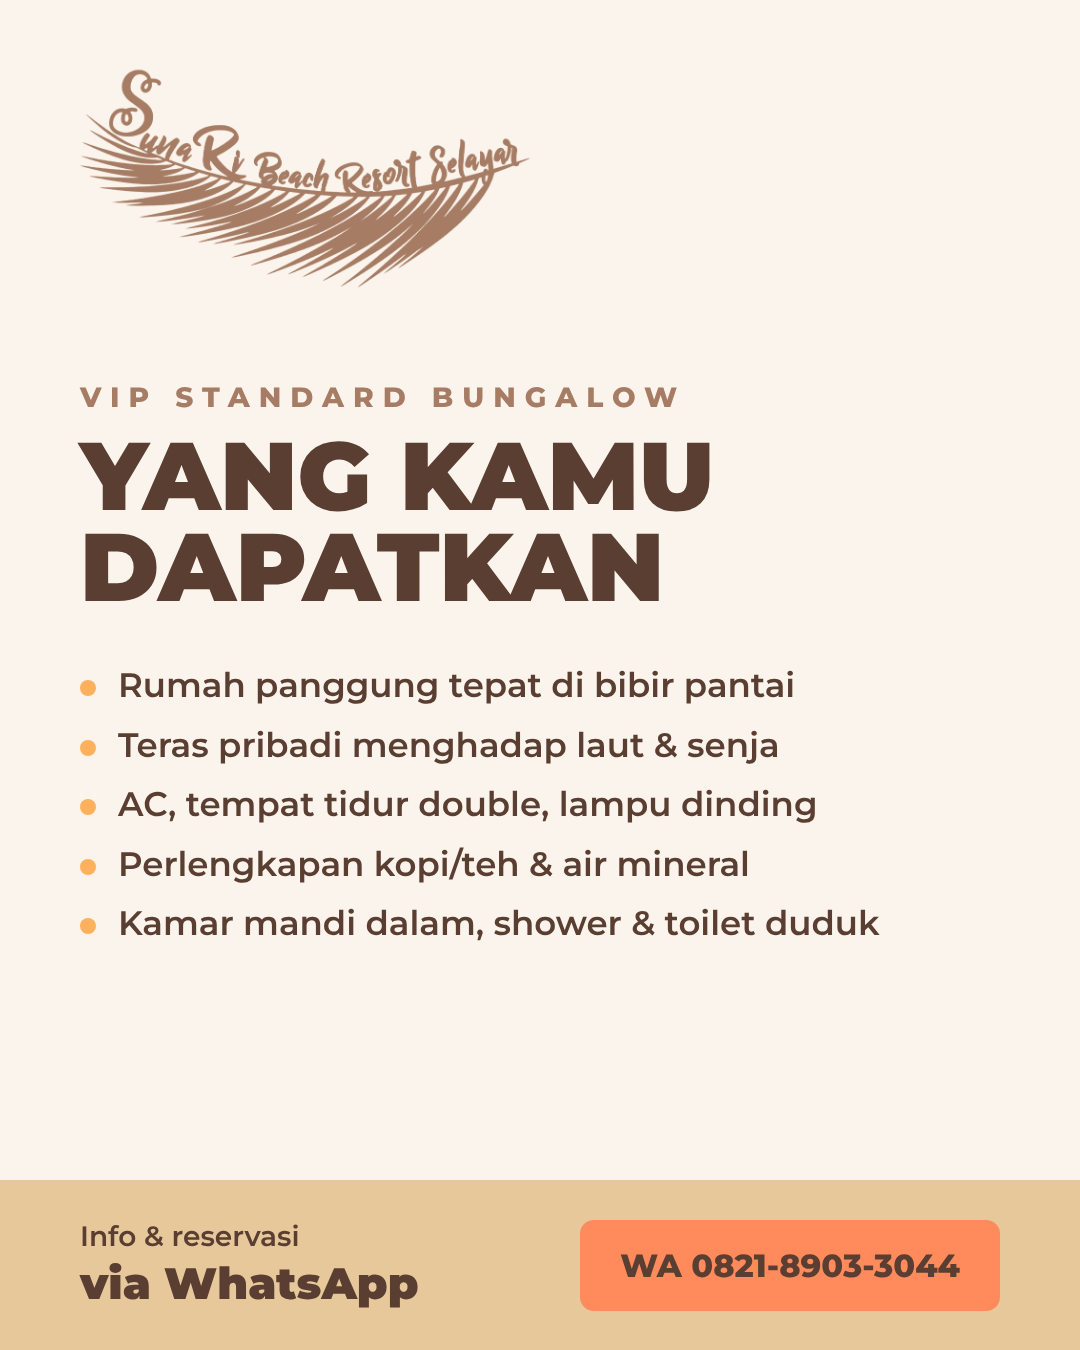 SunaRi Beach Resort Selayar
VIP STANDARD BUNGALOW
YANG KAMU
DAPATKAN
Rumah panggung tepat di bibir pantai
Teras pribadi menghadap laut & senja
AC, tempat tidur double, lampu dinding
Perlengkapan kopi/teh & air mineral
Kamar mandi dalam, shower & toilet duduk
Info & reservasi
via WhatsApp
WA 0821-8903-3044